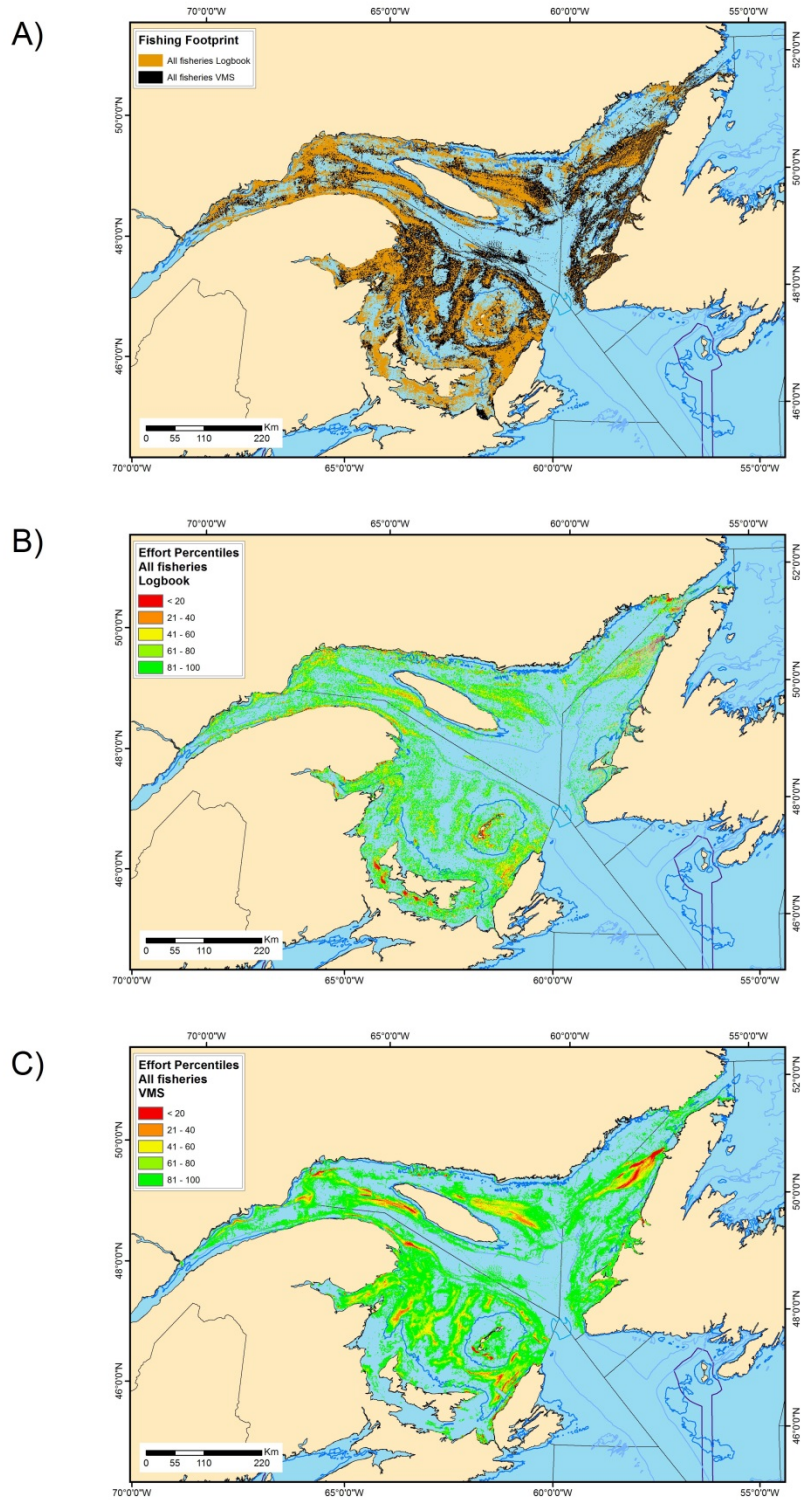 A)
70°0'0"W 65°0'0"W 60°0'0"W 55°0'0"W
Fishing Footprint
All fisheries Logbook
All fisheries VMS
52°0'0"N
50°0'0"N
50°0'0"N
48°0'0"N
48°0'0"N
46°0'0"N
46°0'0"N
Km
0 55 110 220
70°0'0"W 65°0'0"W 60°0'0"W 55°0'0"W
B)
70°0'0"W 65°0'0"W 60°0'0"W 55°0'0"W
Effort Percentiles
All fisheries
Logbook
< 20
21 - 40
41 - 60
61 - 80
81 - 100
52°0'0"N
50°0'0"N
50°0'0"N
48°0'0"N
48°0'0"N
46°0'0"N
46°0'0"N
Km
0 55 110 220
70°0'0"W 65°0'0"W 60°0'0"W 55°0'0"W
C)
70°0'0"W 65°0'0"W 60°0'0"W 55°0'0"W
Effort Percentiles
All fisheries
VMS
< 20
21 - 40
41 - 60
61 - 80
81 - 100
52°0'0"N
50°0'0"N
50°0'0"N
48°0'0"N
48°0'0"N
46°0'0"N
46°0'0"N
Km
0 55 110 220
70°0'0"W 65°0'0"W 60°0'0"W 55°0'0"W